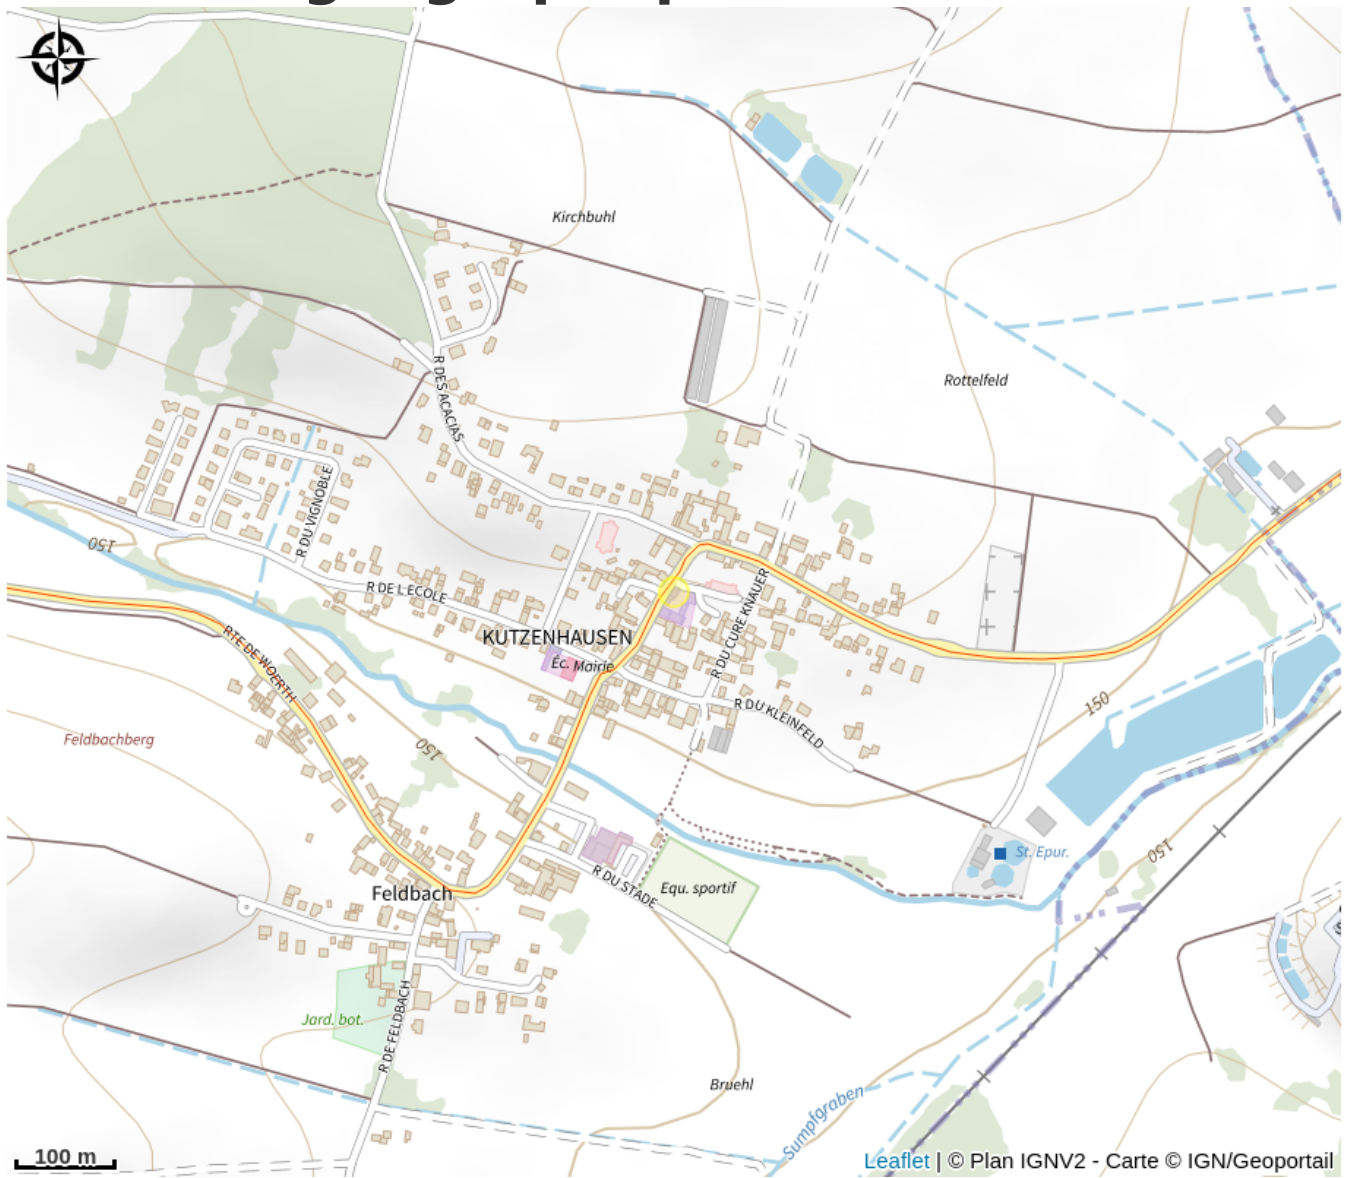 Kirchbuhl
Rottelfeld
R DES ACACIAS
R DU VIGNOBLE
150
R DE L ECOLE
KUTZENHAUSEN
Éc. Mairie
R DU CURE KNAUER
RTE DE WOERTH
R DU KLEINFELD
150
Feldbachberg
150
St. Epur.
150
Feldbach
R DU STADE
Equ. sportif
Jard. bot.
R DE FELDBACH
Bruehl
Sumpfgraben
100 m
Leaflet | © Plan IGNV2 - Carte © IGN/Geoportail